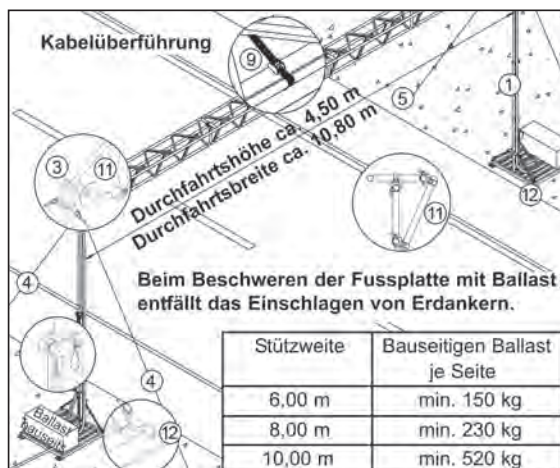 Kabelüberführung
9
1
5
Durchfahrtshöhe ca. 4,50 m
Durchfahrtsbreite ca. 10,80 m
3
11
12
11
4
Beim Beschweren der Fussplatte mit Ballast
entfällt das Einschlagen von Erdankern.
4
12
Ballast
bauseits
Stützweite
Bauseitigen Ballast
je Seite
6,00 m
min. 150 kg
8,00 m
min. 230 kg
10,00 m
min. 520 kg